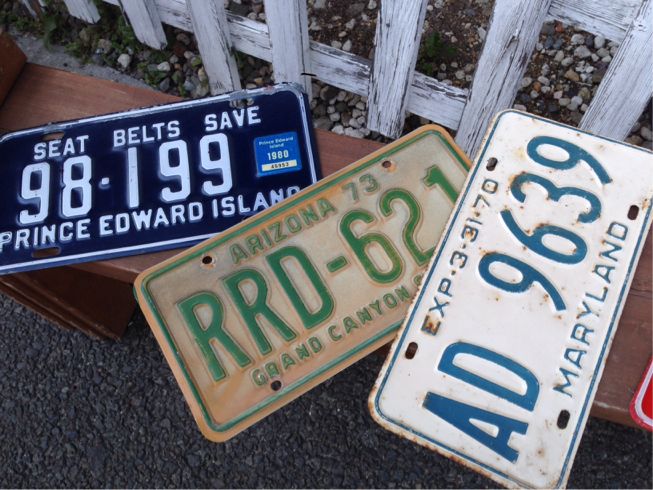 SEAT BELTS SAVE
98·199
Prince Edward
Island
1980
PRINCE EDWARD ISLAND
ARIZONA 73
RRD-621
GRAND CANYON
EXP-3-31-70
AD 9639
MARYLAND